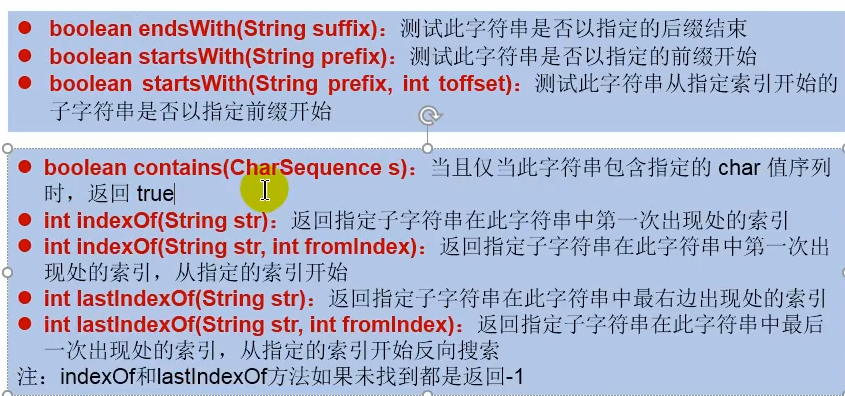 ● boolean endsWith(String suffix)：测试此字符串是否以指定的后缀结束
● boolean startsWith(String prefix)：测试此字符串是否以指定的前缀开始
● boolean startsWith(String prefix, int toffset)：测试此字符串从指定索引开始的
子字符串是否以指定前缀开始
● boolean contains(CharSequence s)：当且仅当此字符串包含指定的 char 值序列
时，返回 true
● int indexOf(String str)：返回指定子字符串在此字符串中第一次出现处的索引
● int indexOf(String str, int fromIndex)：返回指定子字符串在此字符串中第一次出
现处的索引，从指定的索引开始
● int lastIndexOf(String str)：返回指定子字符串在此字符串中最右边出现处的索引
● int lastIndexOf(String str, int fromIndex)：返回指定子字符串在此字符串中最后
一次出现处的索引，从指定的索引开始反向搜索
注：indexOf和lastIndexOf方法如果未找到都是返回-1